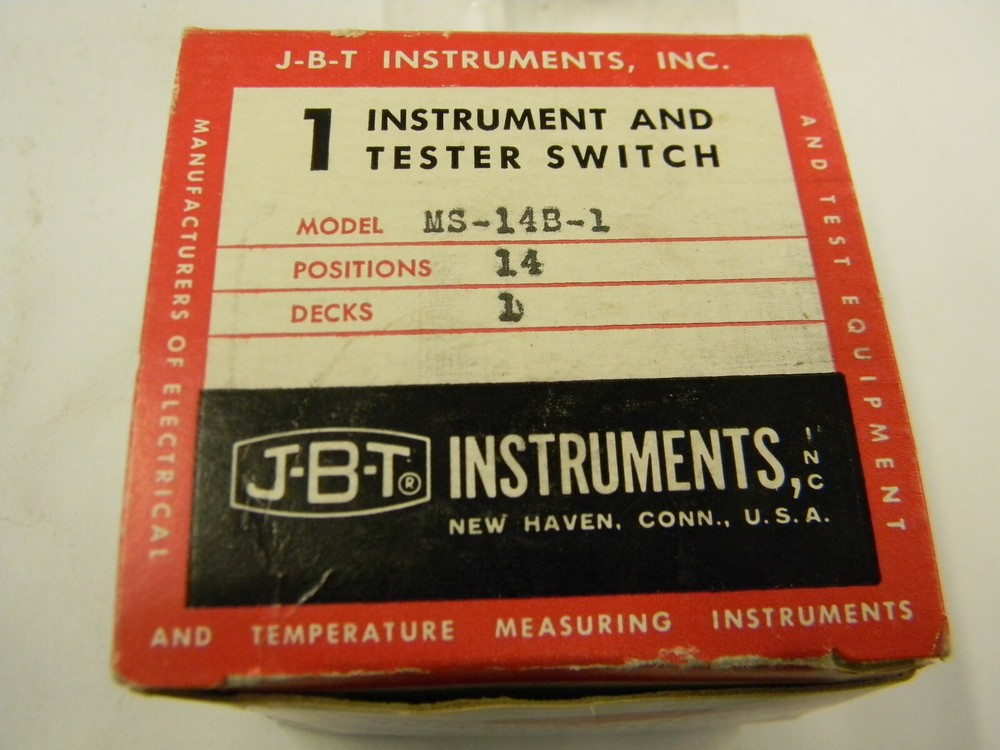 J-B-T INSTRUMENTS, INC.
1 INSTRUMENT AND
TESTER SWITCH
MODEL MS-14B-1
POSITIONS 14
DECKS 1
J-B-T® INSTRUMENTS, INC
NEW HAVEN, CONN., U.S.A.
MANUFACTURERS OF ELECTRICAL
AND TEST EQUIPMENT
AND TEMPERATURE MEASURING INSTRUMENTS